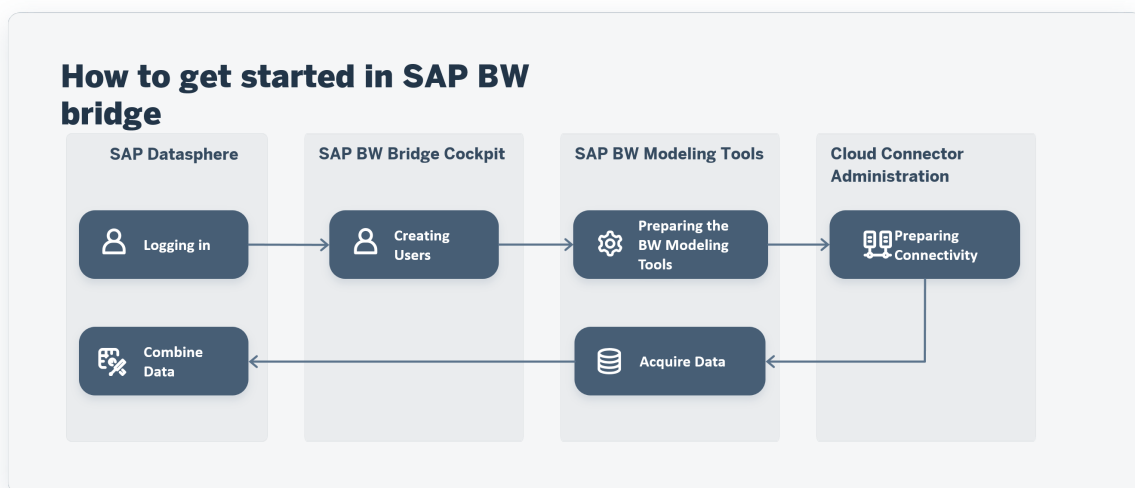 How to get started in SAP BW
bridge
SAP Datasphere
SAP BW Bridge Cockpit
SAP BW Modeling Tools
Cloud Connector
Administration
Logging in
Creating
Users
Preparing the
BW Modeling
Tools
Preparing
Connectivity
Combine
Data
Acquire Data